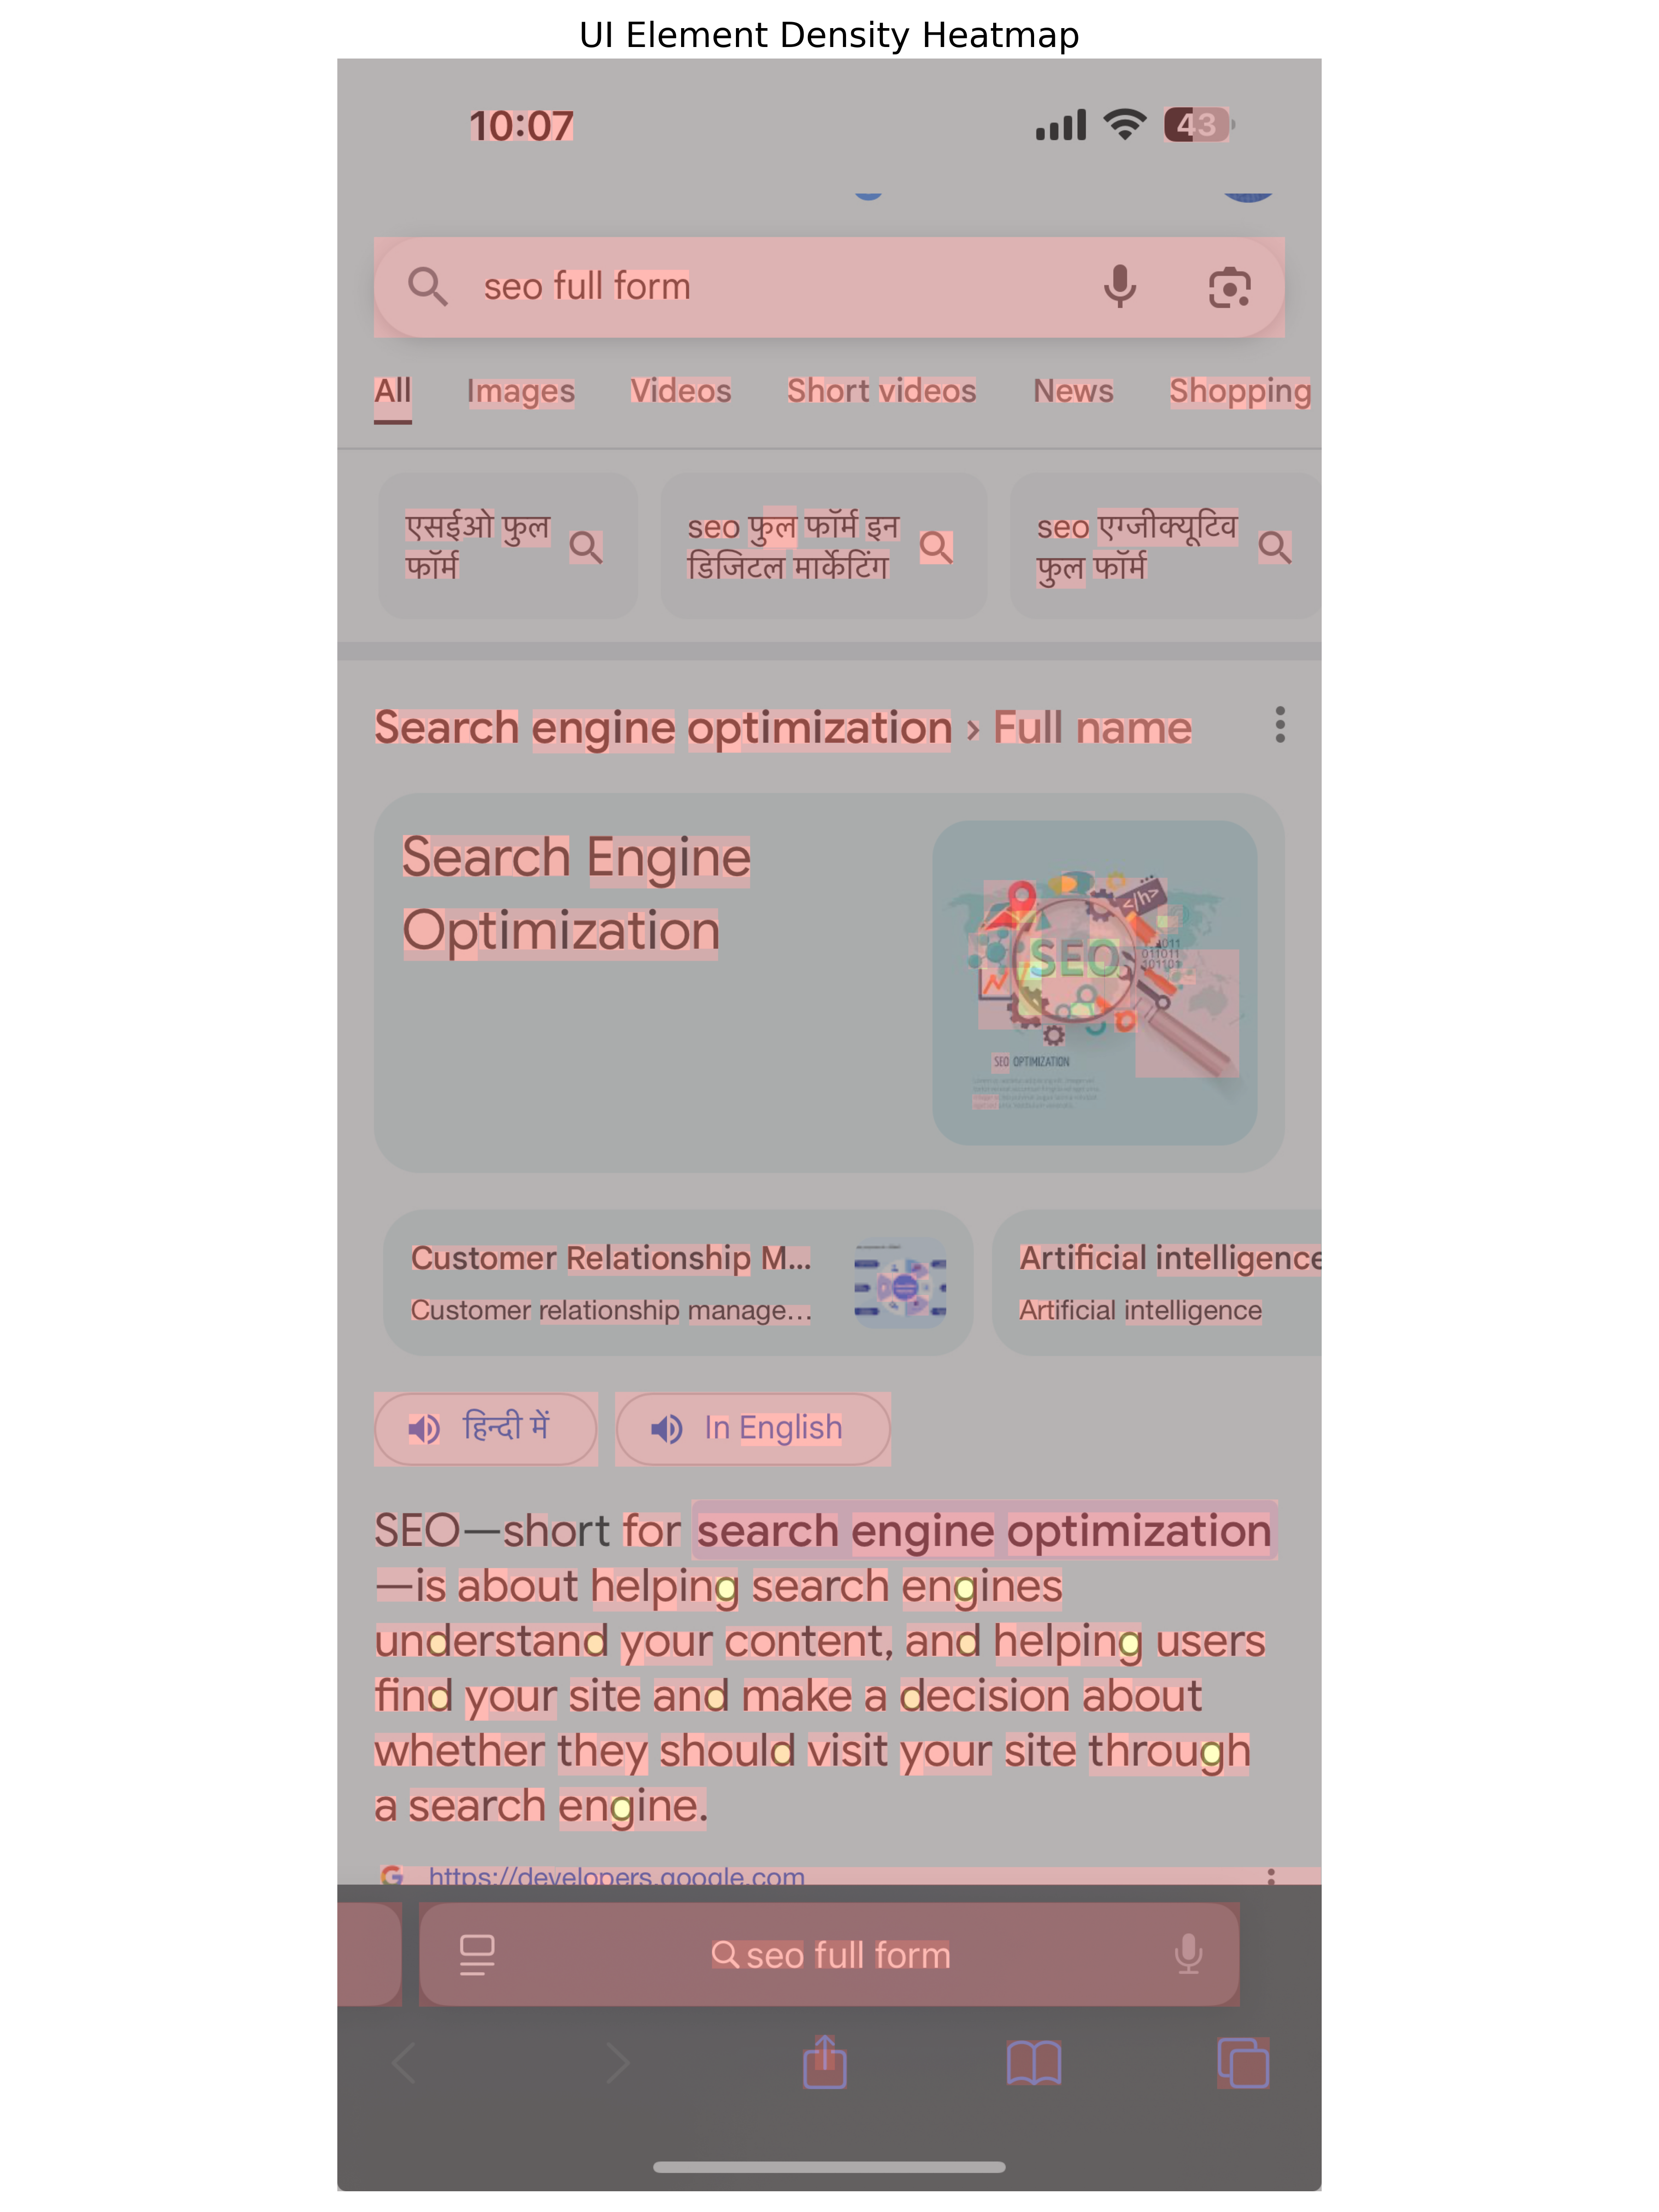 UI Element Density Heatmap
10:07
43
seo full form
All Images Videos Short videos News Shopping
एसईओ फुल
फॉर्म
seo फुल फॉर्म इन
डिजिटल मार्केटिंग
seo एग्जीक्यूटिव
फुल फॉर्म
Search engine optimization › Full name
Search Engine
Optimization
</h>
SEO
011011
101101
SEO OPTIMIZATION
Customer Relationship M...
Customer relationship manage...
Artificial intelligence
Artificial intelligence
हिन्दी में
In English
SEO—short for search engine optimization
—is about helping search engines
understand your content, and helping users
find your site and make a decision about
whether they should visit your site through
a search engine.
https://developers.google.com
seo full form